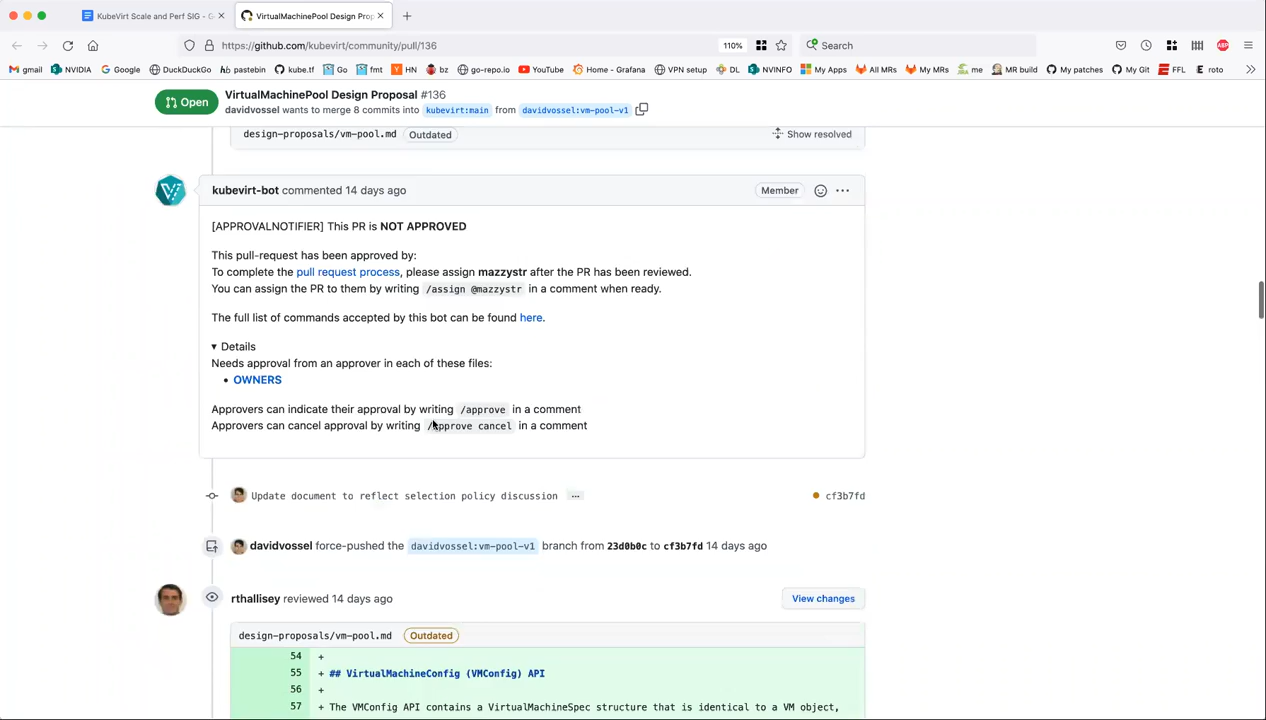 KubeVirt Scale and Perf SIG - G
VirtualMachinePool Design Prop
https://github.com/kubevirt/community/pull/136
110%
Search
gmail
NVIDIA
Google
DuckDuckGo
pastebin
kube.tf
Go
fmt
HN
bz
go-repo.io
YouTube
Home - Grafana
VPN setup
DL
NVINFO
My Apps
All MRs
My MRs
me
MR build
My patches
My Git
FFL
roto
Open
VirtualMachinePool Design Proposal #136
davidvossel wants to merge 8 commits into kubevirt:main from davidvossel:vm-pool-v1
design-proposals/vm-pool.md Outdated Show resolved
kubevirt-bot commented 14 days ago Member
[APPROVALNOTIFIER] This PR is NOT APPROVED
This pull-request has been approved by:
To complete the pull request process, please assign mazzystr after the PR has been reviewed.
You can assign the PR to them by writing /assign @mazzystr in a comment when ready.
The full list of commands accepted by this bot can be found here.
Details
Needs approval from an approver in each of these files:
• OWNERS
Approvers can indicate their approval by writing /approve in a comment
Approvers can cancel approval by writing /approve cancel in a comment
Update document to reflect selection policy discussion ... cf3b7fd
davidvossel force-pushed the davidvossel:vm-pool-v1 branch from 23d0b0c to cf3b7fd 14 days ago
rthallisey reviewed 14 days ago View changes
design-proposals/vm-pool.md Outdated
54 +
55 + ## VirtualMachineConfig (VMConfig) API
56 +
57 + The VMConfig API contains a VirtualMachineSpec structure that is identical to a VM object,